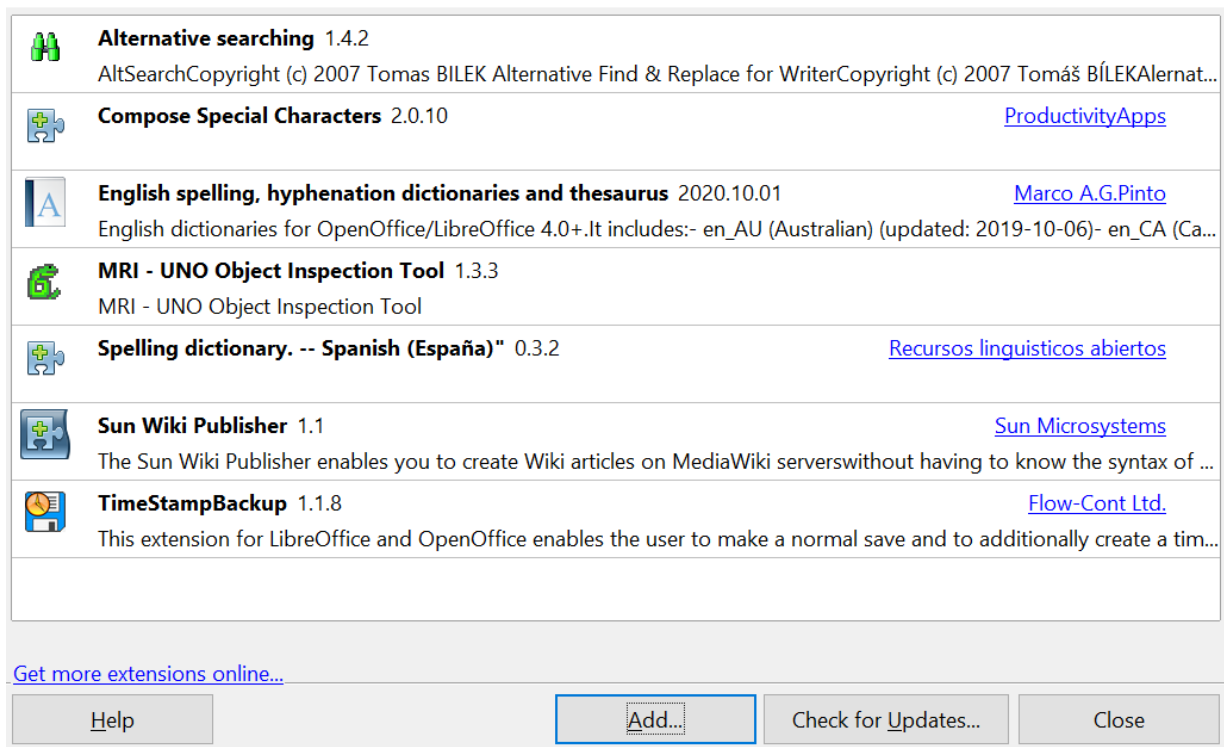 Alternative searching 1.4.2
AltSearchCopyright (c) 2007 Tomas BILEK Alternative Find & Replace for WriterCopyright (c) 2007 Tomáš BÍLEKAlernat...
Compose Special Characters 2.0.10 ProductivityApps
English spelling, hyphenation dictionaries and thesaurus 2020.10.01 Marco A.G.Pinto
English dictionaries for OpenOffice/LibreOffice 4.0+.It includes:- en_AU (Australian) (updated: 2019-10-06)- en_CA (Ca...
MRI - UNO Object Inspection Tool 1.3.3
MRI - UNO Object Inspection Tool
Spelling dictionary. -- Spanish (España)" 0.3.2 Recursos linguisticos abiertos
Sun Wiki Publisher 1.1 Sun Microsystems
The Sun Wiki Publisher enables you to create Wiki articles on MediaWiki serverswithout having to know the syntax of ...
TimeStampBackup 1.1.8 Flow-Cont Ltd.
This extension for LibreOffice and OpenOffice enables the user to make a normal save and to additionally create a tim...
Get more extensions online...
Help Add... Check for Updates... Close